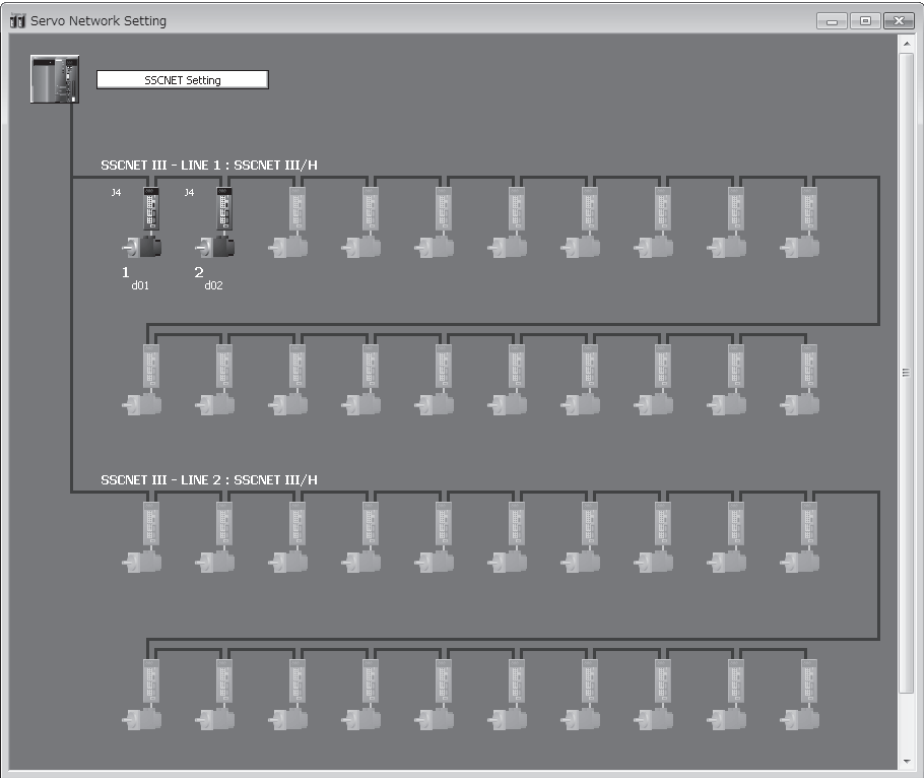 Servo Network Setting
SSCNET Setting
SSCNET III - LINE 1 : SSCNET III/H
J4 J4
1 2
d01 d02
SSCNET III - LINE 2 : SSCNET III/H